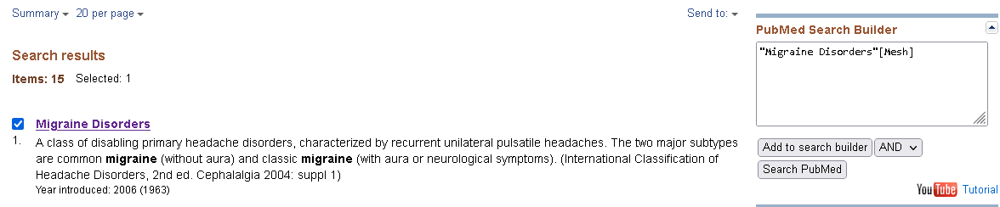 Summary 20 per page Send to:
PubMed Search Builder
"Migraine Disorders"[Mesh]
Search results
Items: 15 Selected: 1
Migraine Disorders
1. A class of disabling primary headache disorders, characterized by recurrent unilateral pulsatile headaches. The two major subtypes
are common migraine (without aura) and classic migraine (with aura or neurological symptoms). (International Classification of
Headache Disorders, 2nd ed. Cephalalgia 2004: suppl 1)
Year introduced: 2006 (1963)
Add to search builder AND
Search PubMed
YouTube Tutorial